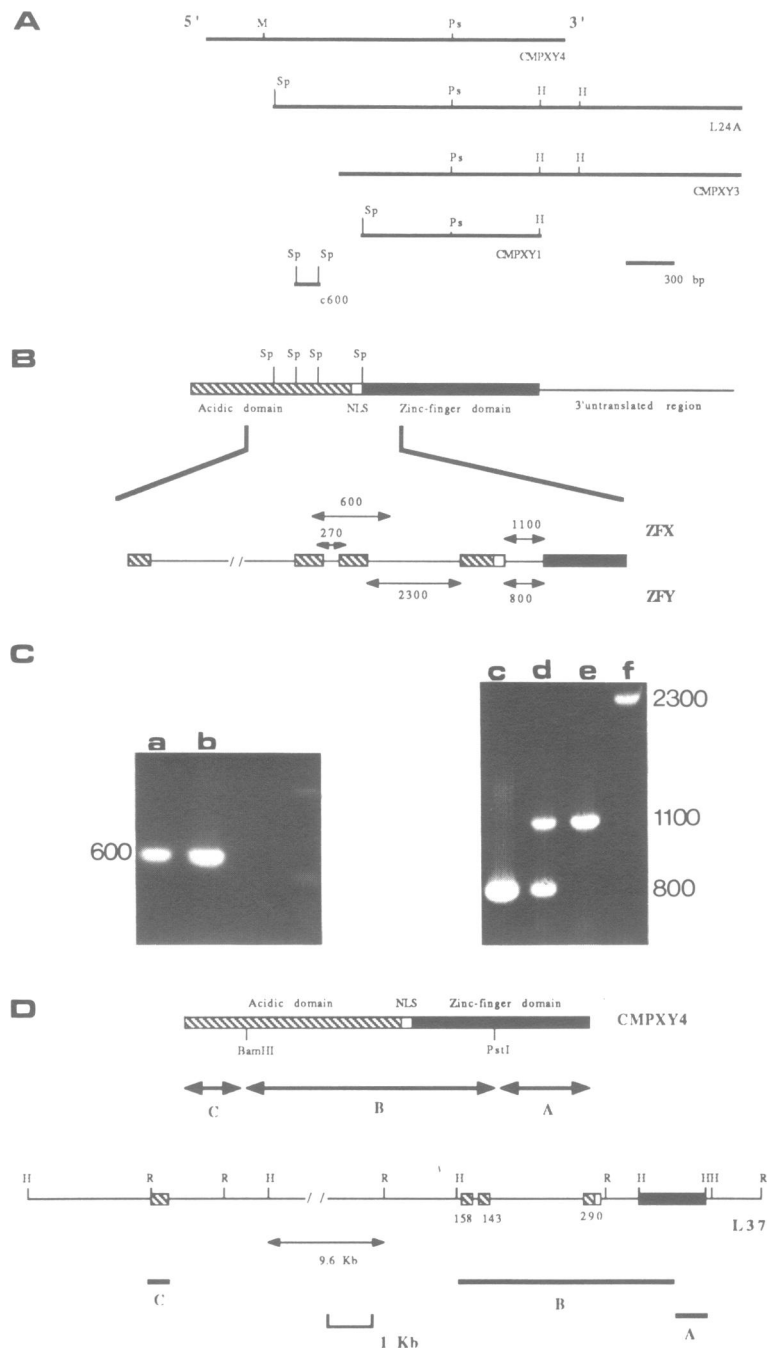 A
5' M Ps 3'
CMPXY4
Sp Ps H H
L24A
Ps H H
CMPXY3
Sp Ps H
CMPXY1
Sp Sp
c600
300 bp
B
Sp Sp Sp Sp
Acidic domain NLS Zinc-finger domain 3'untranslated region
600
270 1100 ZFX
//
2300 800 ZFY
C
a b
600
c d e f
2300
1100
800
D
Acidic domain NLS Zinc-finger domain
CMPXY4
BamHI PstI
C B A
H R R H // R H R H HH R
158 143 290
L37
9.6 Kb
C B A
1 Kb